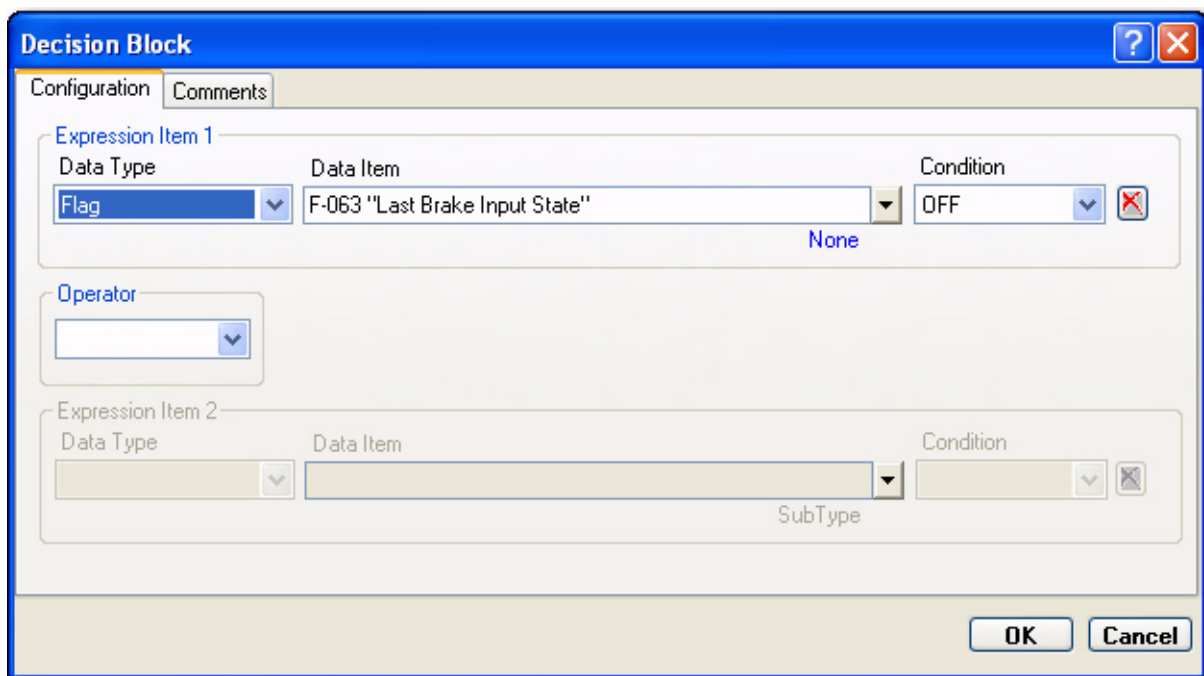 Decision Block
Configuration Comments
Expression Item 1
Data Type Data Item Condition
Flag F-063 "Last Brake Input State" OFF
None
Operator
Expression Item 2
Data Type Data Item Condition
SubType
OK Cancel